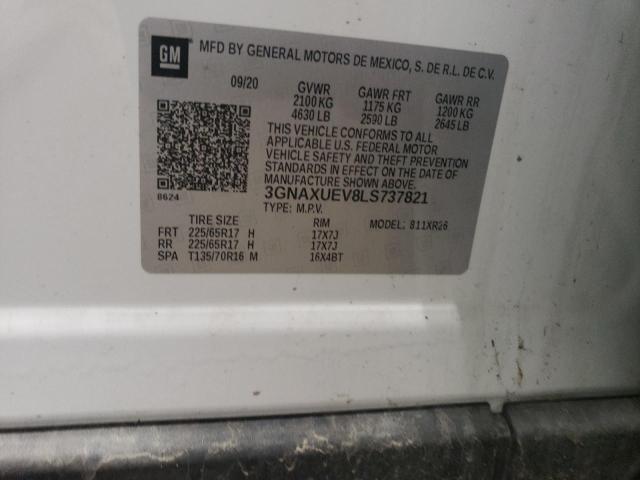 GM
MFD BY GENERAL MOTORS DE MEXICO, S. DE R.L. DE C.V.
09/20 GVWR GAWR FRT GAWR RR
2100 KG 1175 KG 1200 KG
4630 LB 2590 LB 2645 LB
THIS VEHICLE CONFORMS TO ALL
APPLICABLE U.S. FEDERAL MOTOR
VEHICLE SAFETY AND THEFT PREVENTION
STANDARDS IN EFFECT ON THE DATE OF
MANUFACTURE SHOWN ABOVE.
8624 3GNAXUEV8LS737821
TYPE: M.P.V.
TIRE SIZE RIM MODEL: 811XR26
FRT 225/65R17 H 17X7J
RR 225/65R17 H 17X7J
SPA T135/70R16 M 16X4BT